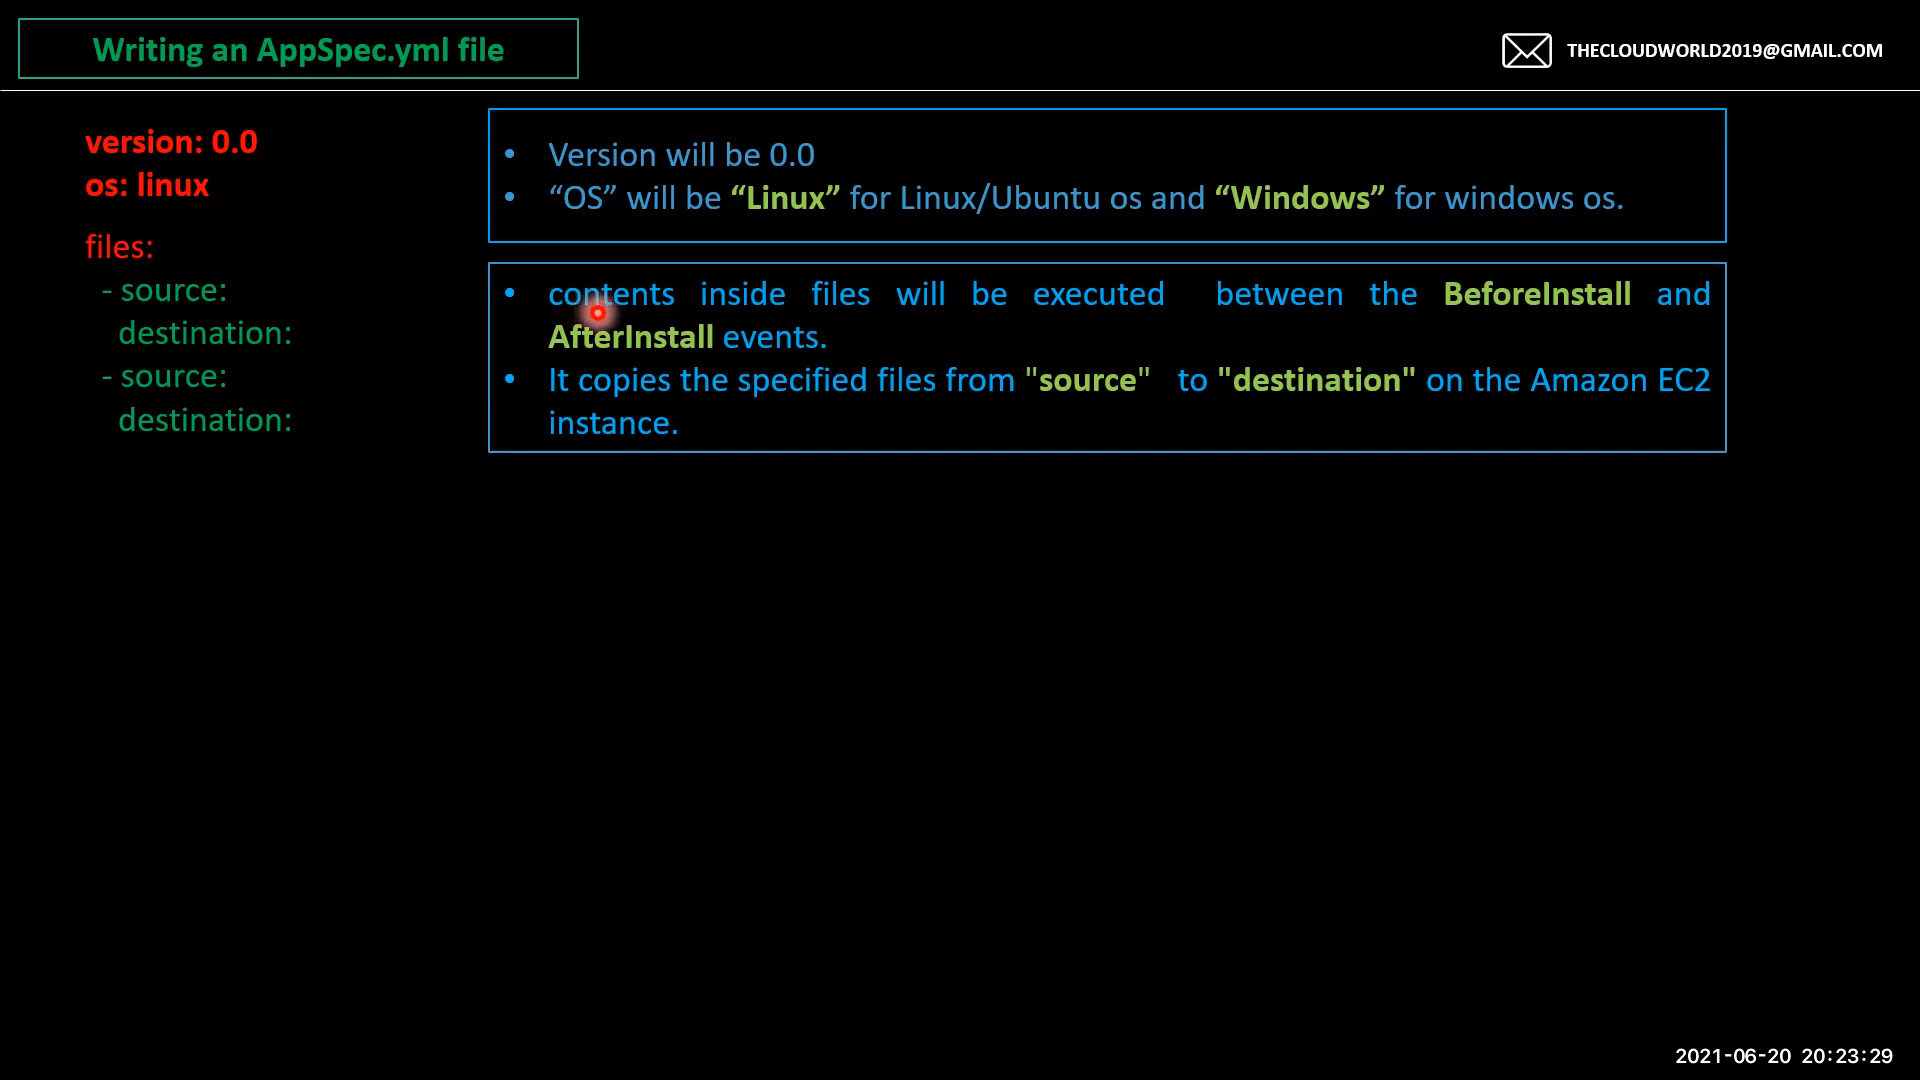 Writing an AppSpec.yml file
THECLOUDWORLD2019@GMAIL.COM
version: 0.0
os: linux
files:
- source:
destination:
- source:
destination:
• Version will be 0.0
• “OS” will be “Linux” for Linux/Ubuntu os and “Windows” for windows os.
• contents inside files will be executed between the BeforeInstall and
AfterInstall events.
• It copies the specified files from "source" to "destination" on the Amazon EC2
instance.
2021-06-20 20:23:29